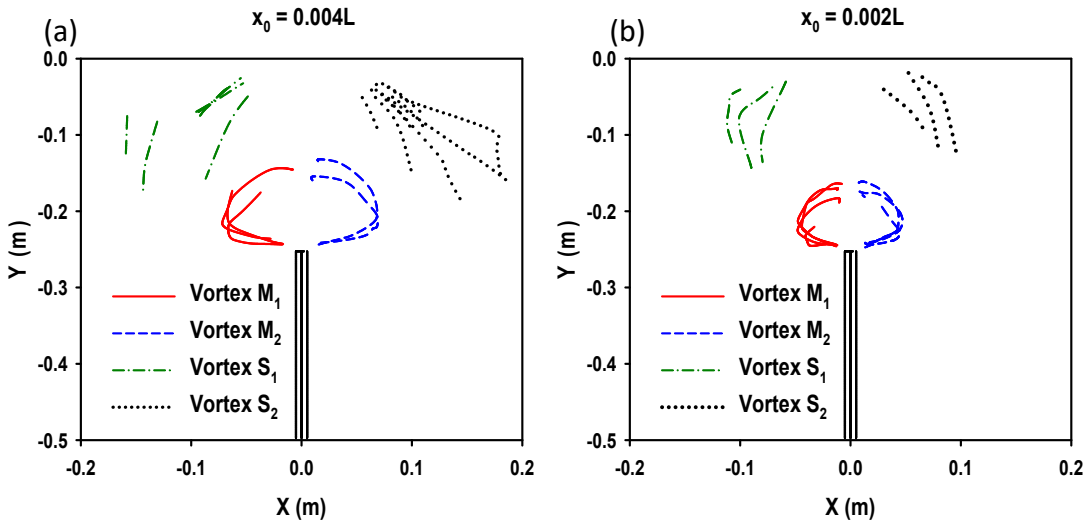 (a)
x₀ = 0.004L
0.0
-0.1
-0.2
-0.3
-0.4
-0.5
Y (m)
Vortex M₁
Vortex M₂
Vortex S₁
Vortex S₂
-0.2 -0.1 0.0 0.1 0.2
X (m)
(b)
x₀ = 0.002L
0.0
-0.1
-0.2
-0.3
-0.4
-0.5
Y (m)
Vortex M₁
Vortex M₂
Vortex S₁
Vortex S₂
-0.2 -0.1 0.0 0.1 0.2
X (m)